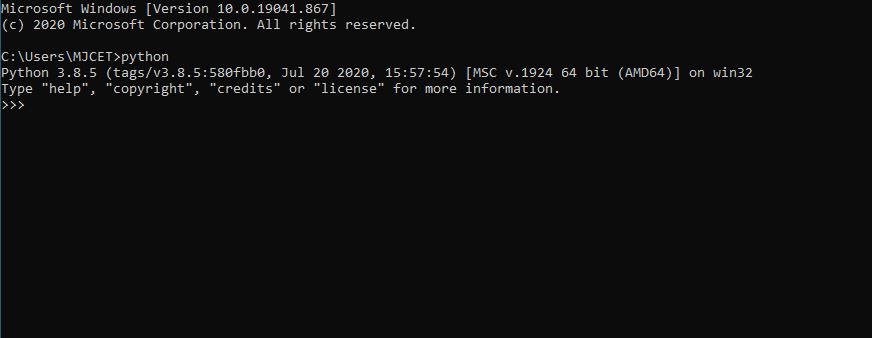 Microsoft Windows [Version 10.0.19041.867]
(c) 2020 Microsoft Corporation. All rights reserved.
C:\Users\MJCET>python
Python 3.8.5 (tags/v3.8.5:580fbb0, Jul 20 2020, 15:57:54) [MSC v.1924 64 bit (AMD64)] on win32
Type "help", "copyright", "credits" or "license" for more information.
>>>